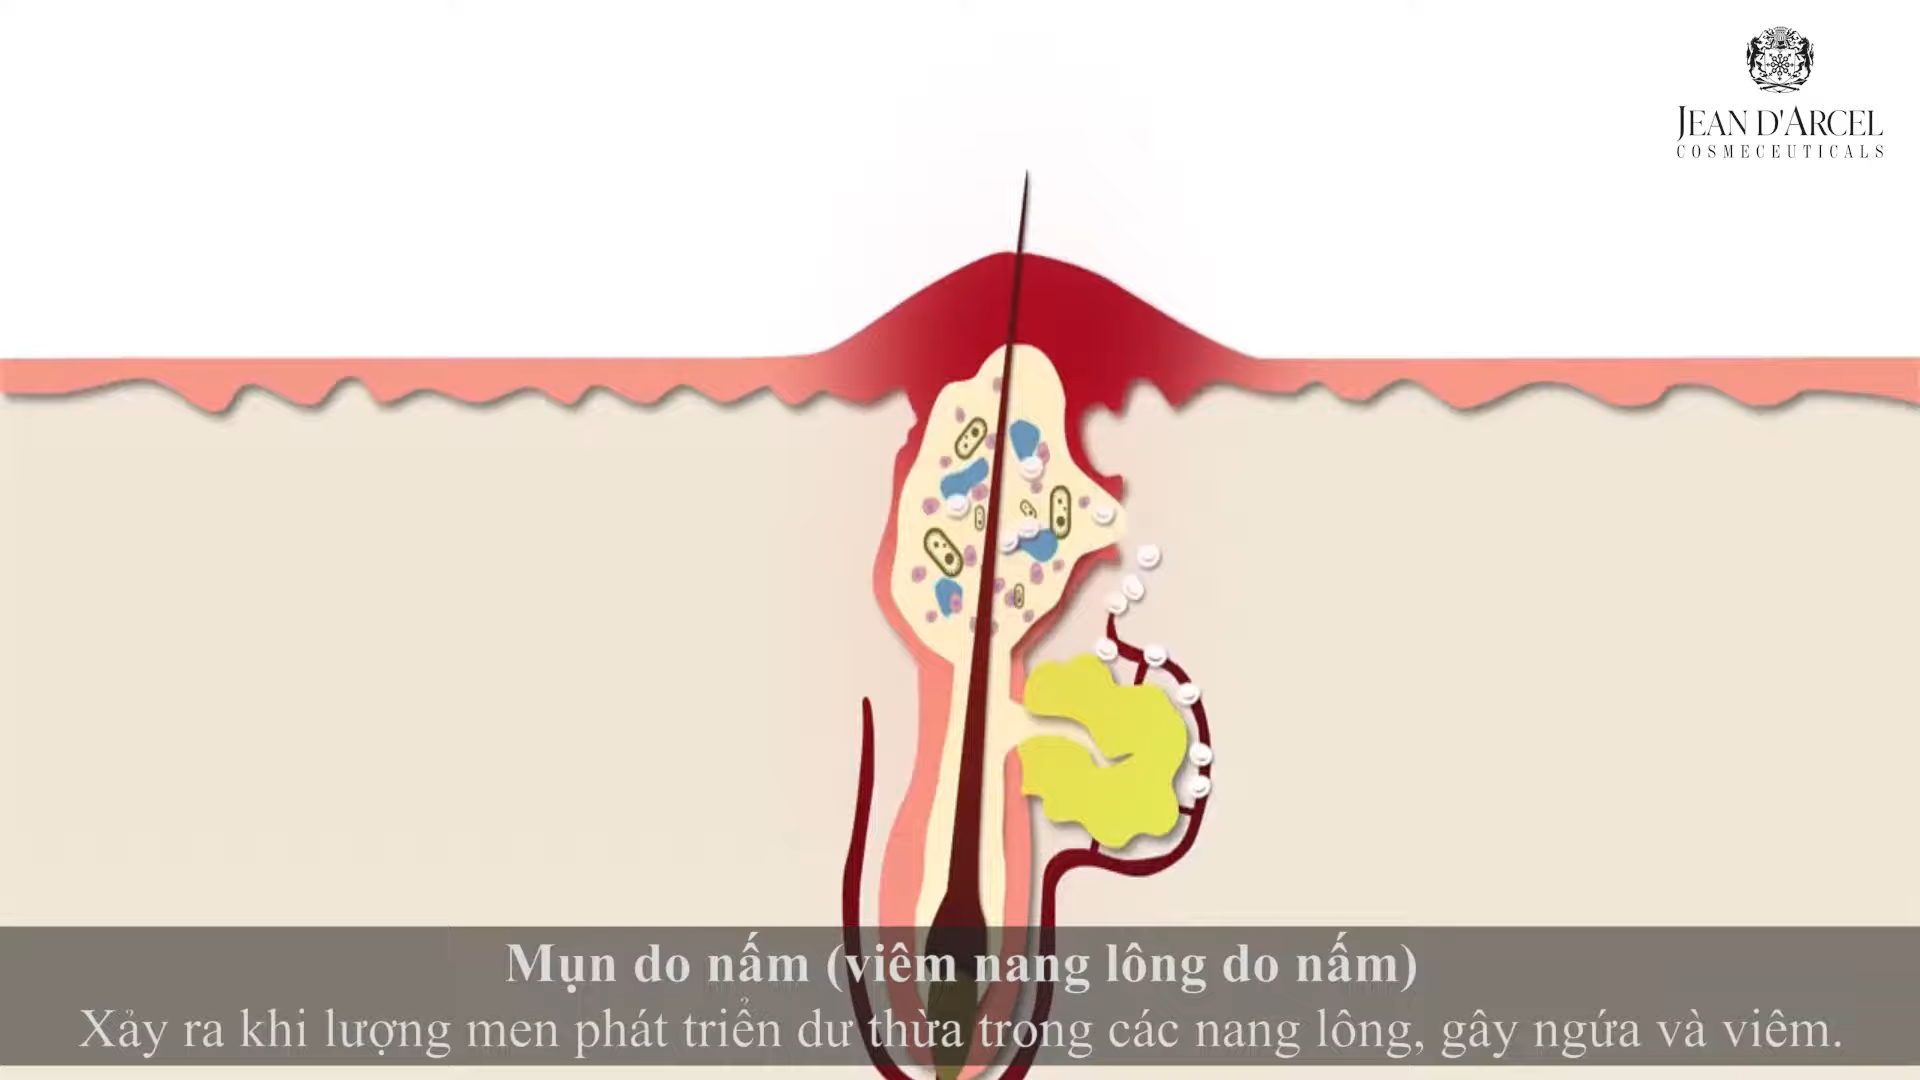 JEAN D'ARCEL
COSMECEUTICALS
Mụn do nấm (viêm nang lông do nấm)
Xảy ra khi lượng men phát triển dư thừa trong các nang lông, gây ngứa và viêm.